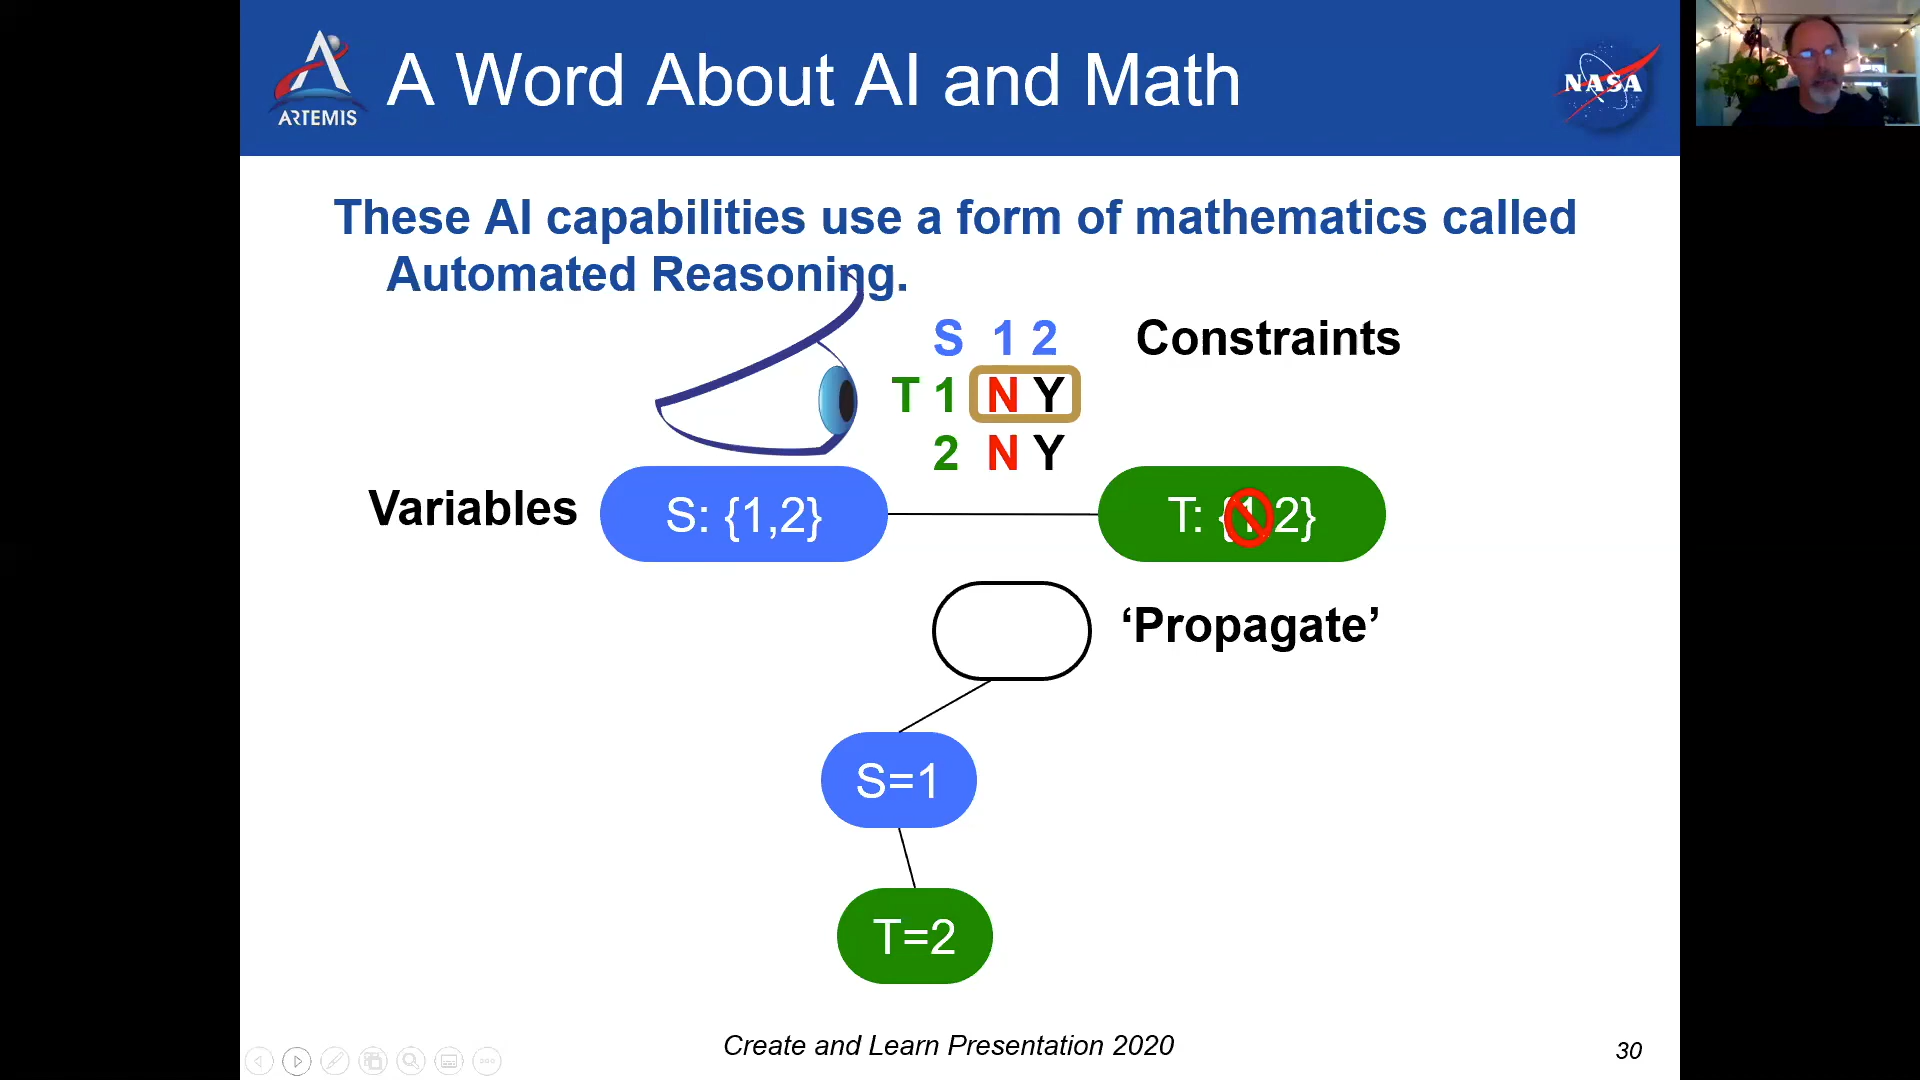 A Word About AI and Math
ARTEMIS
NASA
These AI capabilities use a form of mathematics called
Automated Reasoning.
S 1 2
Constraints
T 1 N Y
2 N Y
Variables
S: {1,2}
T: {1,2}
‘Propagate’
S=1
T=2
Create and Learn Presentation 2020
30